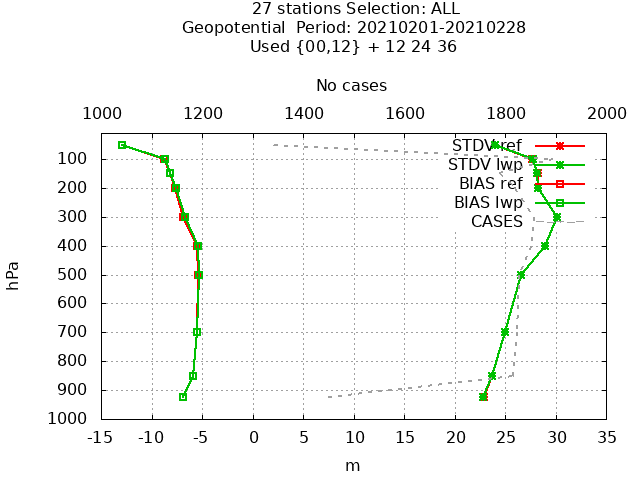 27 stations Selection: ALL
Geopotential  Period: 20210201-20210228
Used {00,12} + 12 24 36
No cases
1000 1200 1400 1600 1800 2000
STDV ref
STDV lwp
BIAS ref
BIAS lwp
CASES
hPa
100
200
300
400
500
600
700
800
900
1000
-15 -10 -5 0 5 10 15 20 25 30 35
m